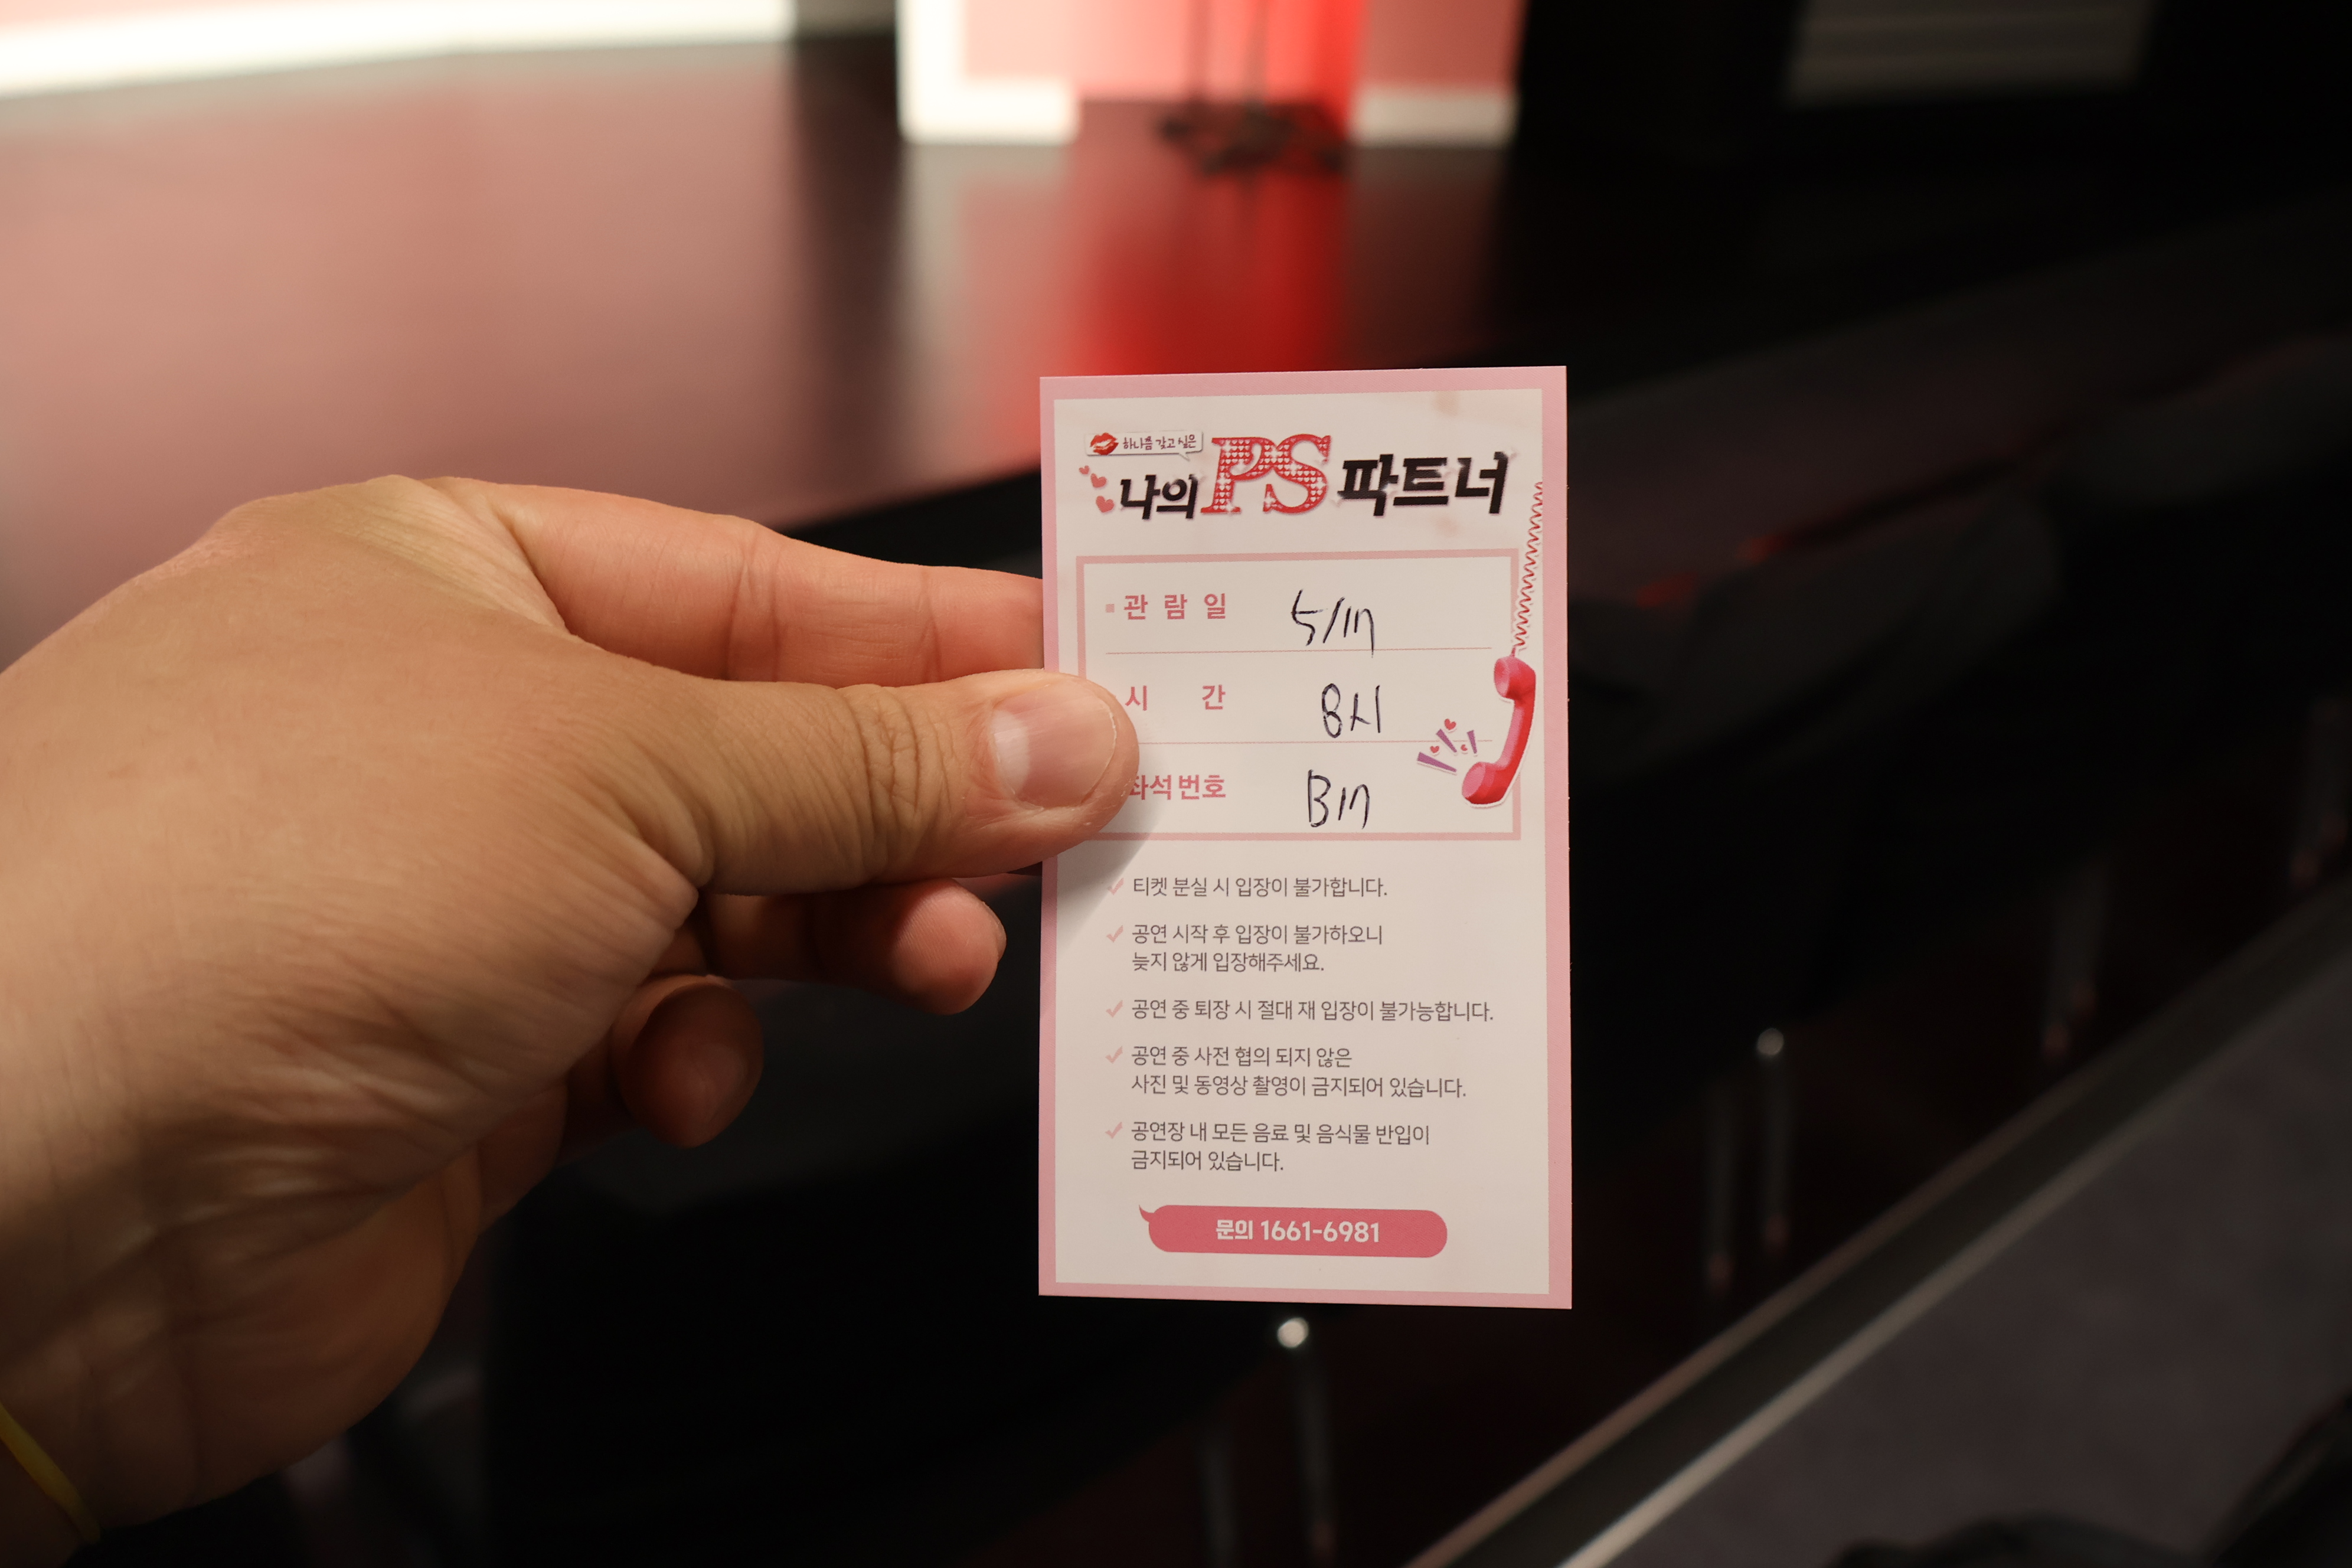 하나쯤 갖고 싶은
나의 PS 파트너
관 람 일 5/17
시 간 8시
좌석번호 B17
티켓 분실 시 입장이 불가합니다.
공연 시작 후 입장이 불가하오니
늦지 않게 입장해주세요.
공연 중 퇴장 시 절대 재 입장이 불가능합니다.
공연 중 사전 협의 되지 않은
사진 및 동영상 촬영이 금지되어 있습니다.
공연장 내 모든 음료 및 음식물 반입이
금지되어 있습니다.
문의 1661-6981